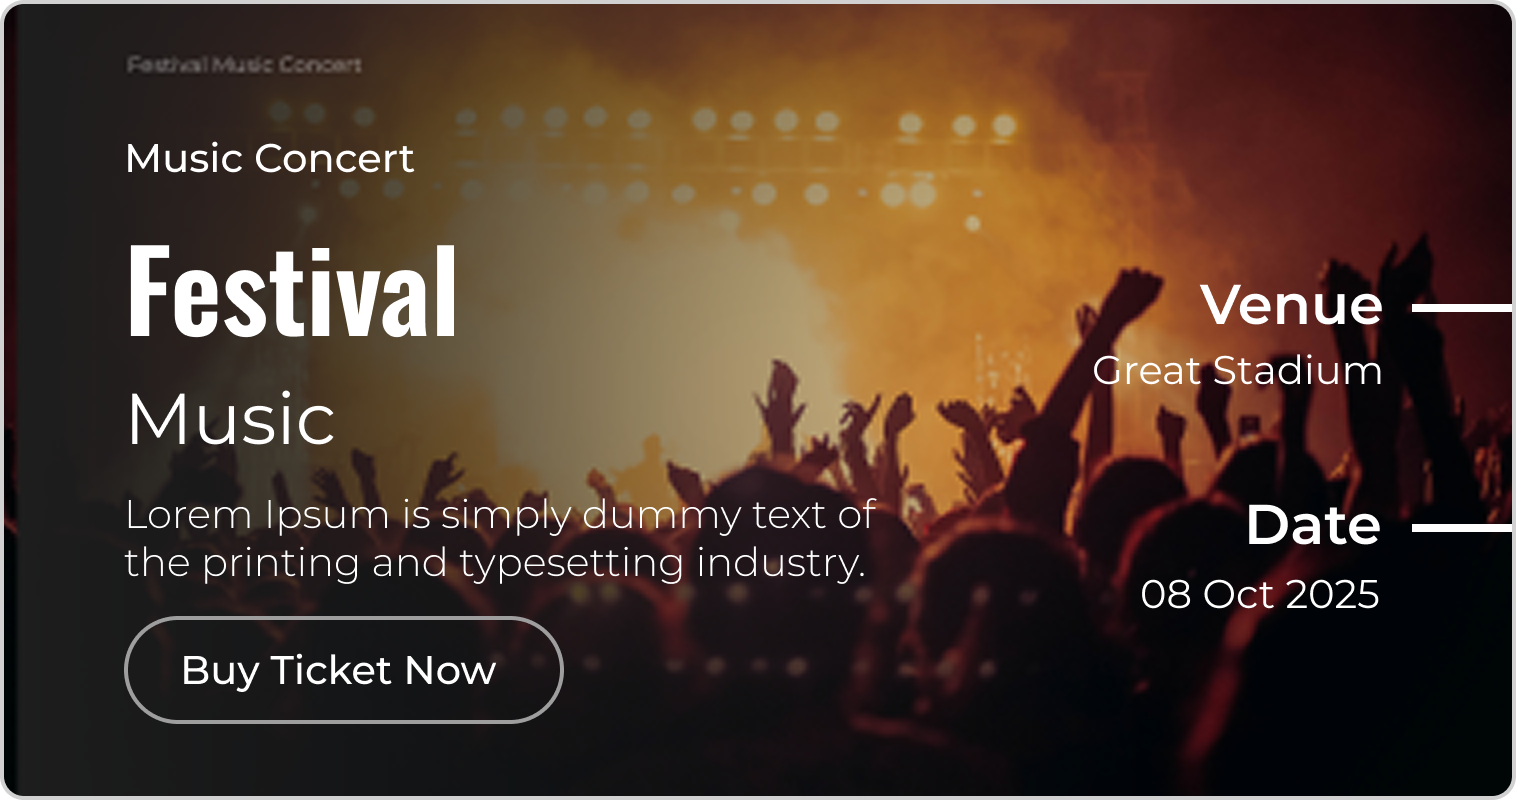 Festival Music Concert
Music Concert
Festival
Music
Lorem Ipsum is simply dummy text of
the printing and typesetting industry.
Buy Ticket Now
Venue
Great Stadium
Date
08 Oct 2025